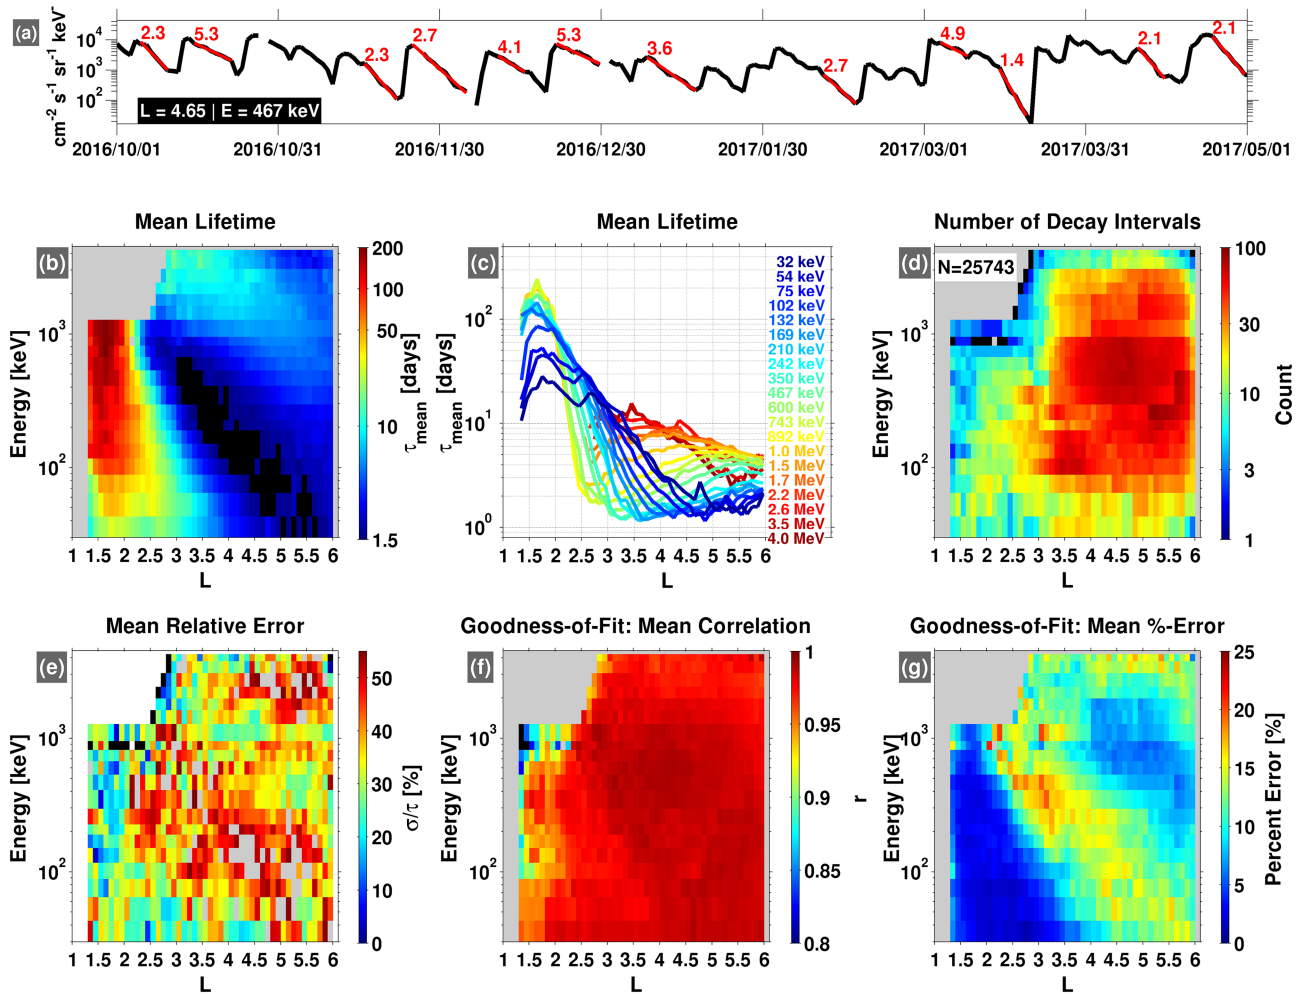 (a)
cm⁻² s⁻¹ sr⁻¹ keV⁻
10⁴
10³
10²
2.3
5.3
2.3
2.7
4.1
5.3
3.6
2.7
4.9
1.4
2.1
2.1
L = 4.65 | E = 467 keV
2016/10/01
2016/10/31
2016/11/30
2016/12/30
2017/01/30
2017/03/01
2017/03/31
2017/05/01
Mean Lifetime
(b)
Energy [keV]
10³
10²
1 1.5 2 2.5 3 3.5 4 4.5 5 5.5 6
L
200
100
50
10
1.5
τmean [days]
Mean Lifetime
(c)
τmean [days]
10²
10¹
10⁰
32 keV
54 keV
75 keV
102 keV
132 keV
169 keV
210 keV
242 keV
350 keV
467 keV
600 keV
743 keV
892 keV
1.0 MeV
1.5 MeV
1.7 MeV
2.2 MeV
2.6 MeV
3.5 MeV
4.0 MeV
1 1.5 2 2.5 3 3.5 4 4.5 5 5.5 6
L
Number of Decay Intervals
(d)
N=25743
Energy [keV]
10³
10²
1 1.5 2 2.5 3 3.5 4 4.5 5 5.5 6
L
100
30
10
3
1
Count
Mean Relative Error
(e)
Energy [keV]
10³
10²
1 1.5 2 2.5 3 3.5 4 4.5 5 5.5 6
L
50
40
30
20
10
0
σ/τ [%]
Goodness-of-Fit: Mean Correlation
(f)
Energy [keV]
10³
10²
1 1.5 2 2.5 3 3.5 4 4.5 5 5.5 6
L
1
0.95
0.9
0.85
0.8
r
Goodness-of-Fit: Mean %-Error
(g)
Energy [keV]
10³
10²
1 1.5 2 2.5 3 3.5 4 4.5 5 5.5 6
L
25
20
15
10
5
0
Percent Error [%]